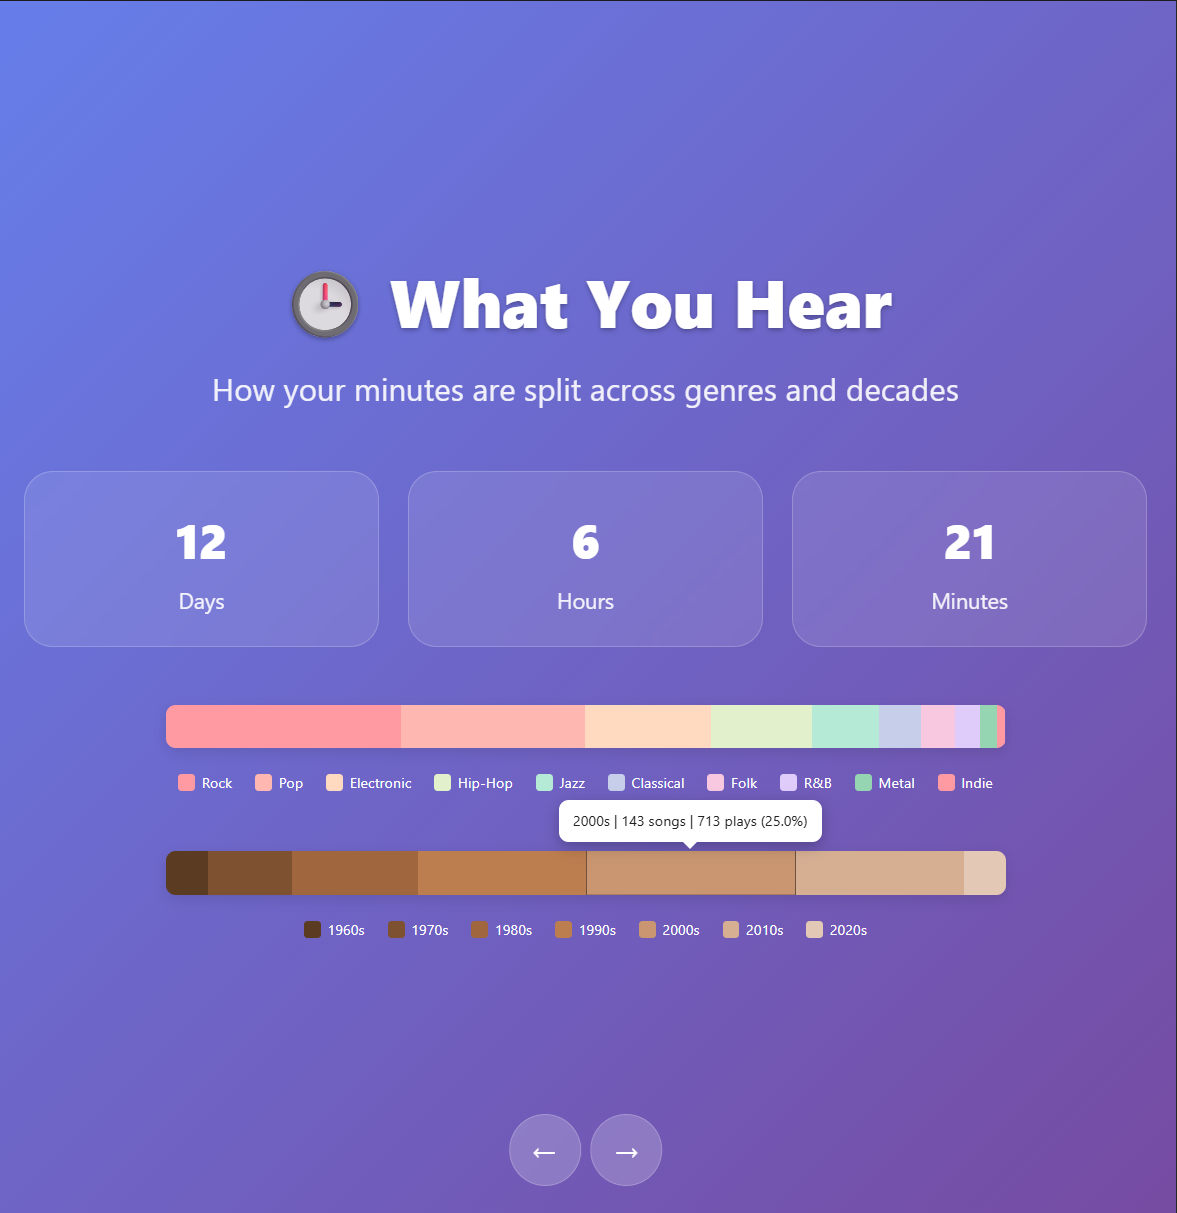 What You Hear
How your minutes are split across genres and decades
12
Days
6
Hours
21
Minutes
Rock Pop Electronic Hip-Hop Jazz Classical Folk R&B Metal Indie
2000s | 143 songs | 713 plays (25.0%)
1960s 1970s 1980s 1990s 2000s 2010s 2020s
← →